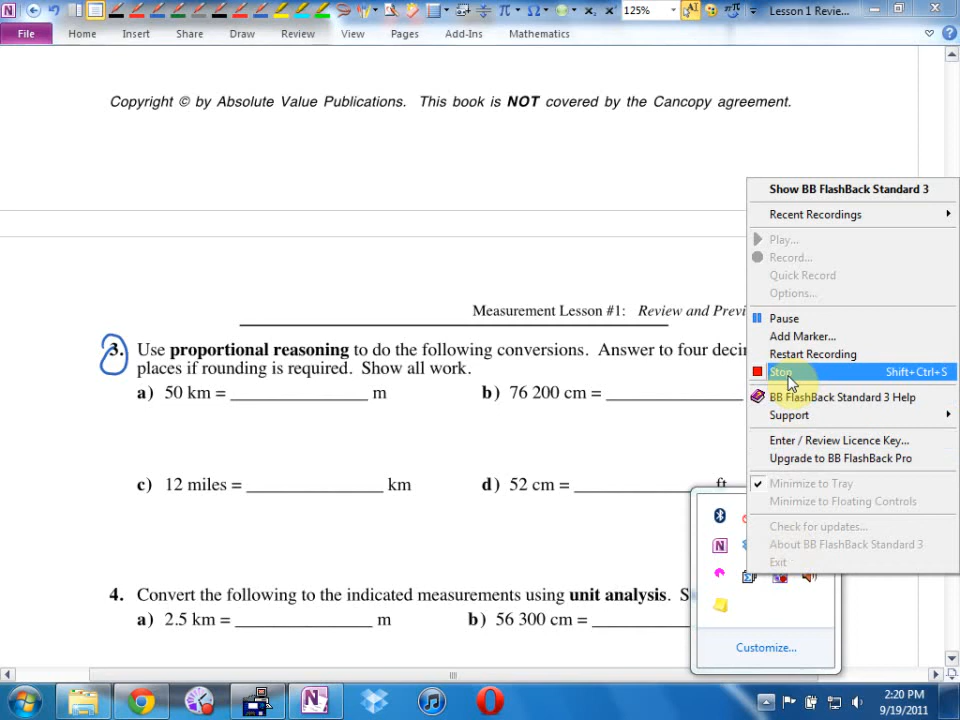 125%
Lesson 1 Revie...
File Home Insert Share Draw Review View Pages Add-Ins Mathematics
Copyright © by Absolute Value Publications. This book is NOT covered by the Cancopy agreement.
Measurement Lesson #1: Review and Previ
3. Use proportional reasoning to do the following conversions. Answer to four deci
places if rounding is required. Show all work.
a) 50 km = ______________ m b) 76 200 cm = ______________
c) 12 miles = ______________ km d) 52 cm = ______________ ft
4. Convert the following to the indicated measurements using unit analysis. S
a) 2.5 km = ______________ m b) 56 300 cm = __________
Show BB FlashBack Standard 3
Recent Recordings
Play...
Record...
Quick Record
Options...
Pause
Add Marker...
Restart Recording
Stop Shift+Ctrl+S
BB FlashBack Standard 3 Help
Support
Enter / Review Licence Key...
Upgrade to BB FlashBack Pro
Minimize to Tray
Minimize to Floating Controls
Check for updates...
About BB FlashBack Standard 3
Exit
Customize...
2:20 PM
9/19/2011